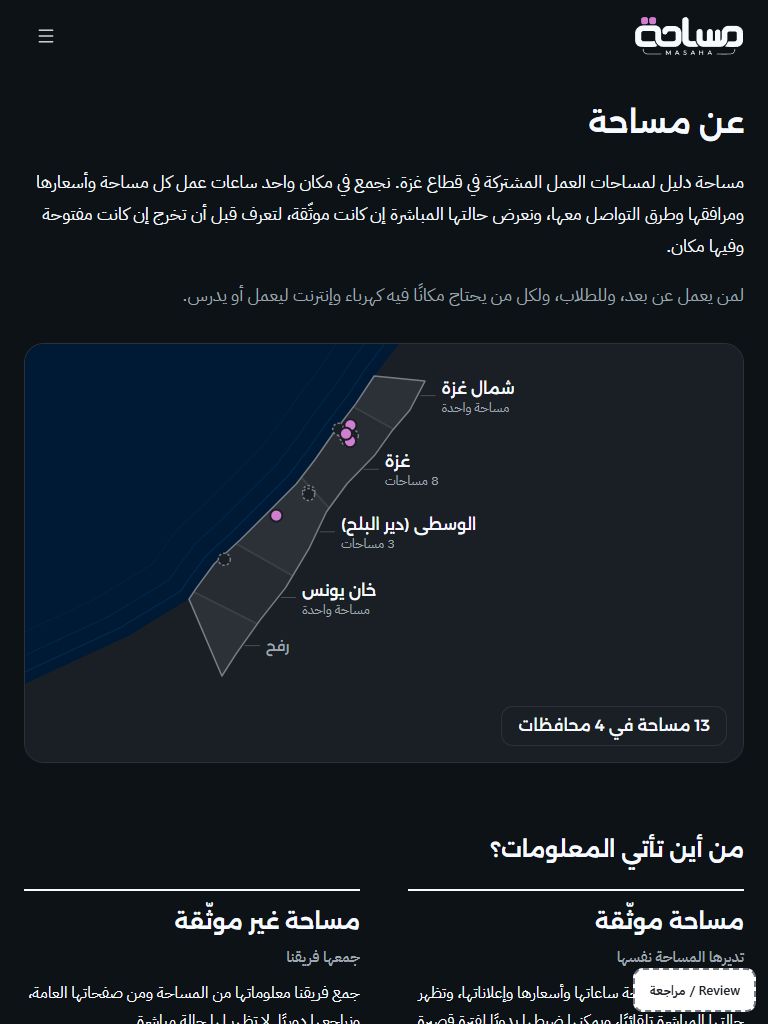 مساحة
MASAHA
عن مساحة
مساحة دليل لمساحات العمل المشتركة في قطاع غزة. نجمع في مكان واحد ساعات عمل كل مساحة وأسعارها
ومرافقها وطرق التواصل معها، ونعرض حالتها المباشرة إن كانت موثّقة، لتعرف قبل أن تخرج إن كانت مفتوحة
وفيها مكان.
لمن يعمل عن بعد، وللطلاب، ولكل من يحتاج مكانًا فيه كهرباء وإنترنت ليعمل أو يدرس.
شمال غزة
مساحة واحدة
غزة
8 مساحات
الوسطى (دير البلح)
3 مساحات
خان يونس
مساحة واحدة
رفح
13 مساحة في 4 محافظات
من أين تأتي المعلومات؟
مساحة موثّقة
تديرها المساحة نفسها
ساعاتها وأسعارها وإعلاناتها، وتظهر
مساحة غير موثّقة
جمعها فريقنا
جمع فريقنا معلوماتها من المساحة ومن صفحاتها العامة،
Review / مراجعة